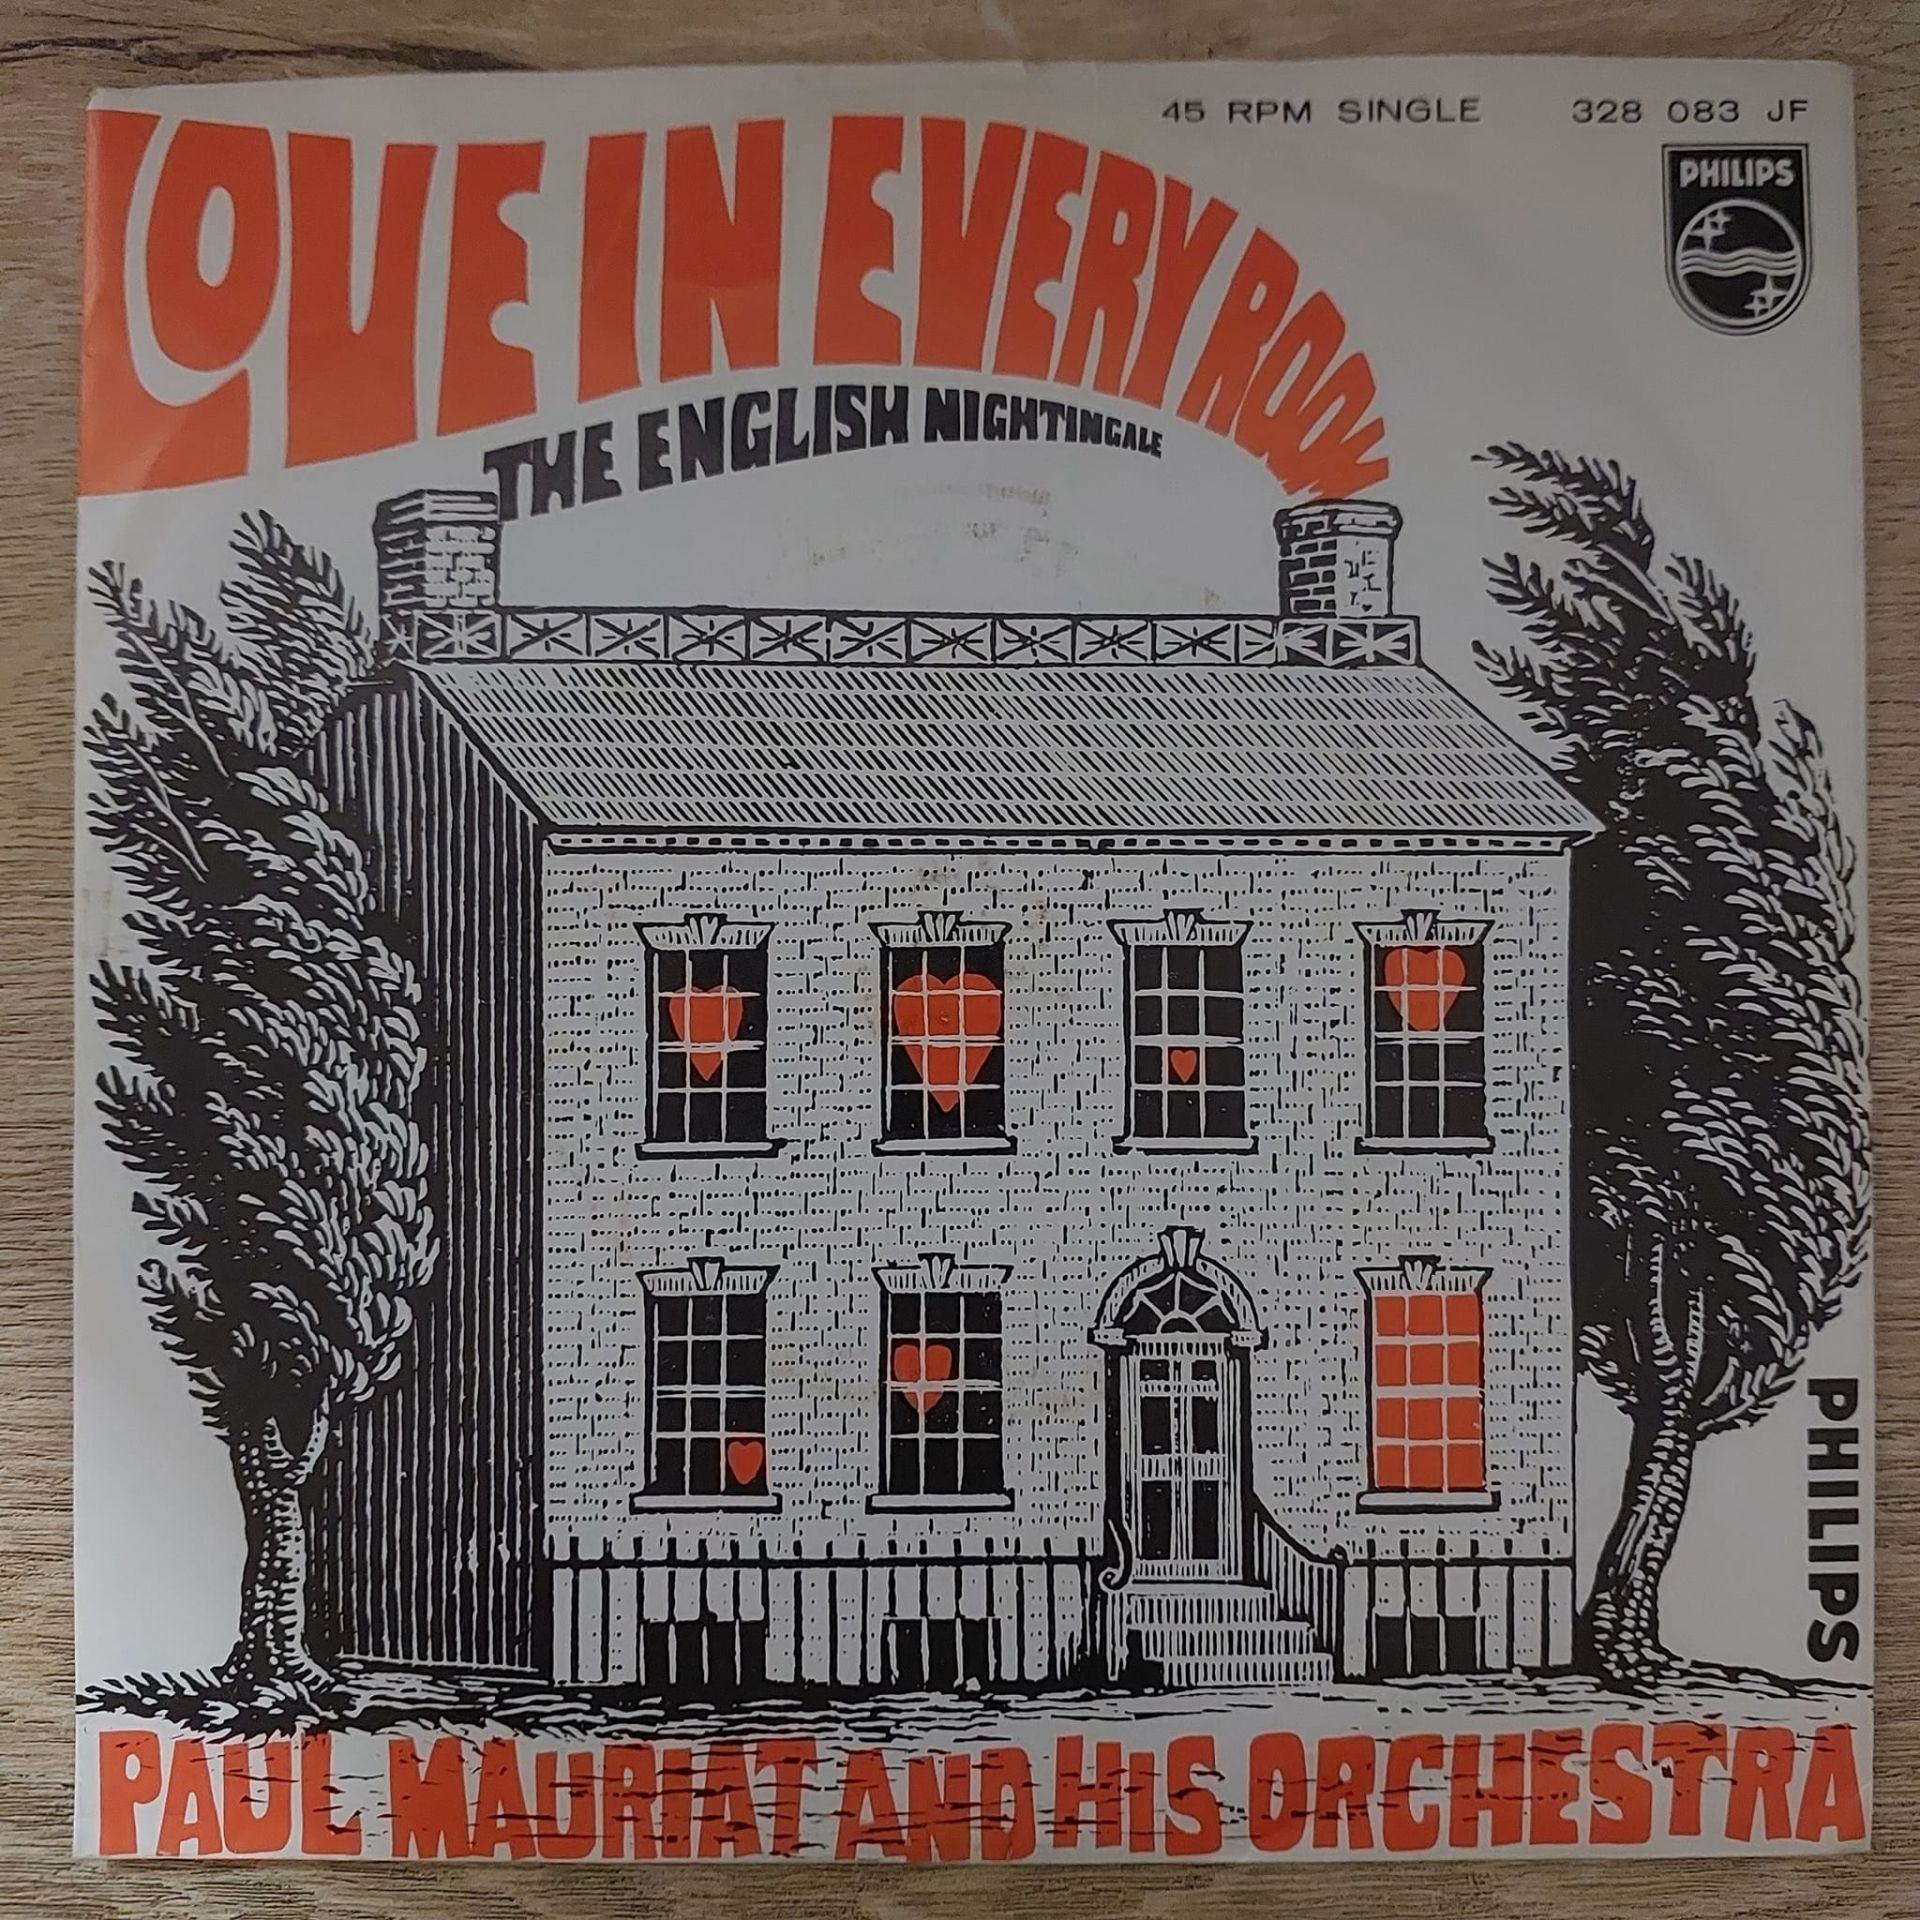 45 RPM SINGLE 328 083 JF
PHILIPS
LOVE IN EVERY ROOM
THE ENGLISH NIGHTINGALE
PHILIPS
PAUL MAURIAT AND HIS ORCHESTRA